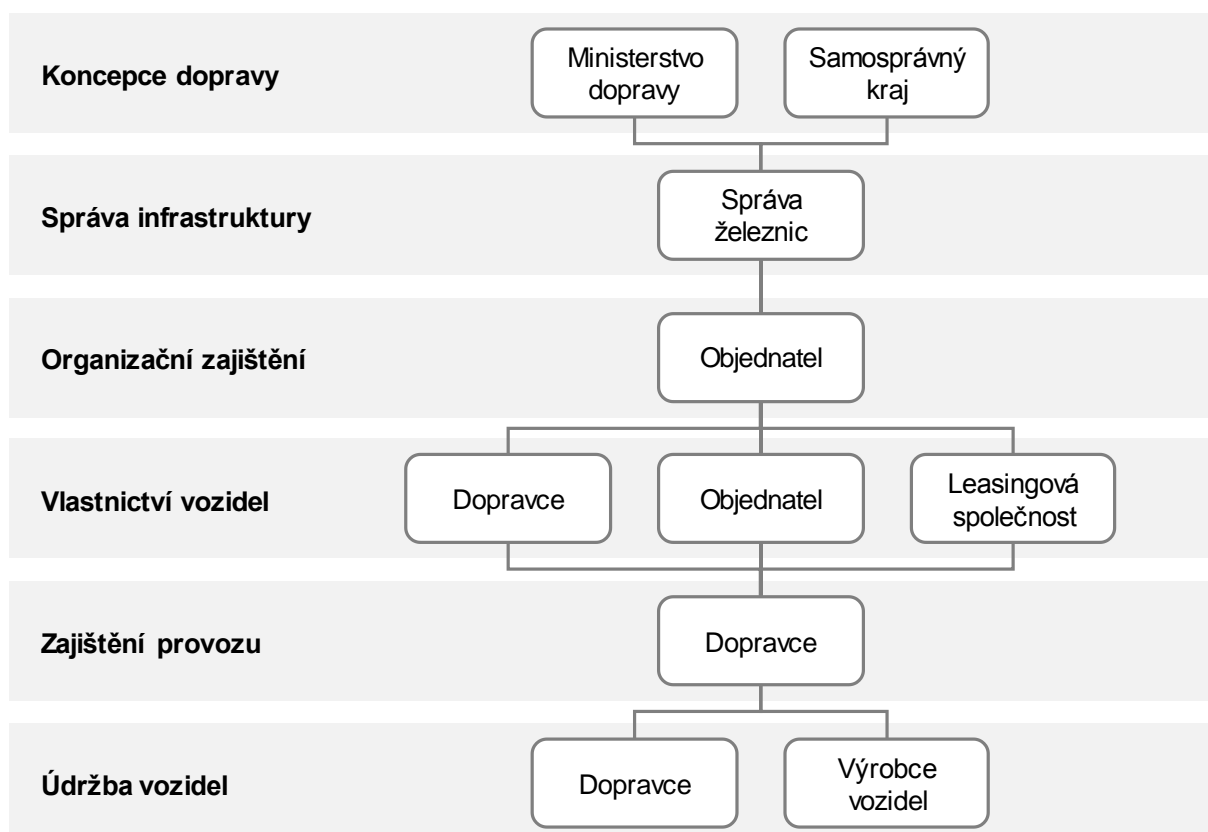 Koncepce dopravy
Ministerstvo
dopravy
Samosprávný
kraj
Správa infrastruktury
Správa
železnic
Organizační zajištění
Objednatel
Vlastnictví vozidel
Dopravce
Objednatel
Leasingová
společnost
Zajištění provozu
Dopravce
Údržba vozidel
Dopravce
Výrobce
vozidel